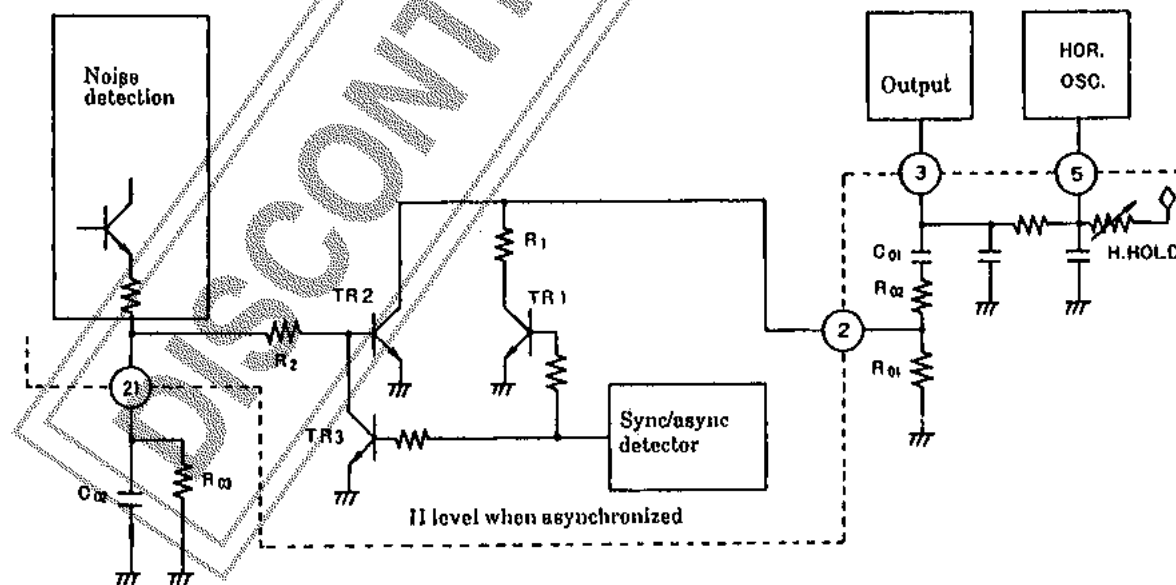 Noise
detection
DISCONT
Output
HOR.
OSC.
3
5
R1
C01
H.HOLD
R02
TR2
TR1
2
R2
R01
21
TR3
Sync/async
detector
C02
R03
H level when asynchronized